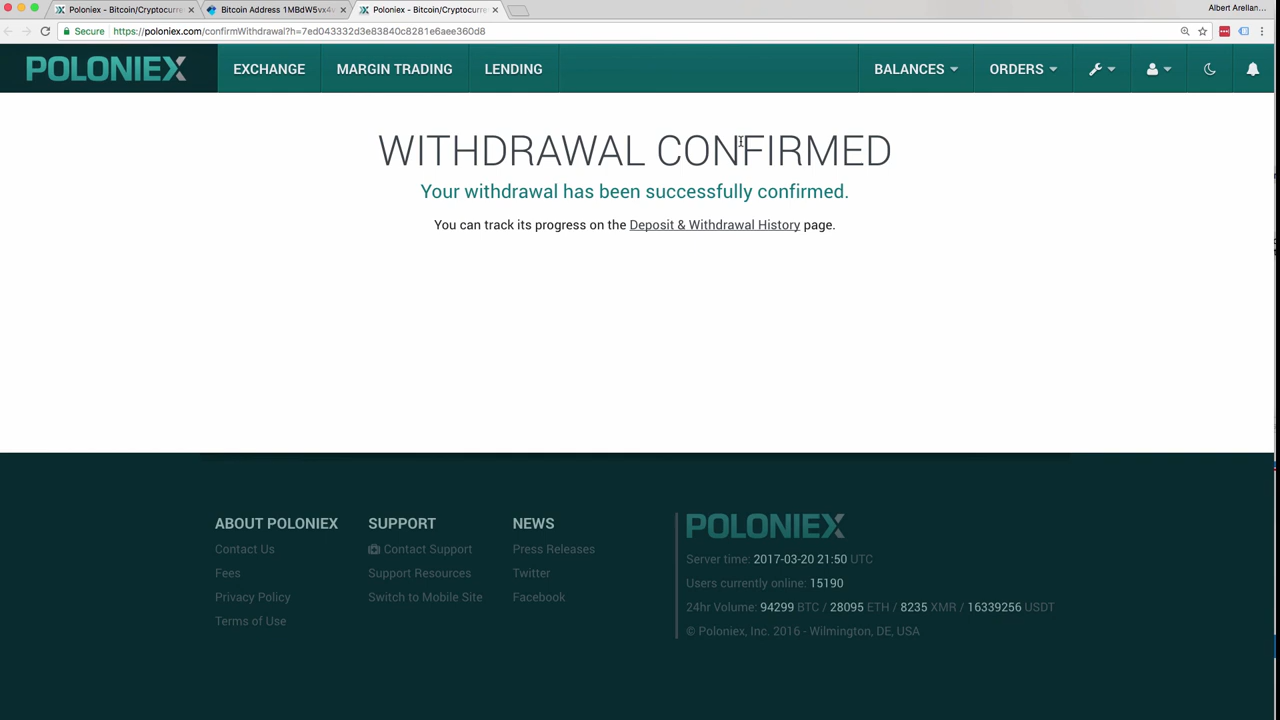 Poloniex - Bitcoin/Cryptocurre
Bitcoin Address 1MBdW5vx4v
Poloniex - Bitcoin/Cryptocurre
Albert Arellan...
Secure https://poloniex.com/confirmWithdrawal?h=7ed043332d3e83840c8281e6aee360d8
POLONIEX EXCHANGE MARGIN TRADING LENDING BALANCES ORDERS
WITHDRAWAL CONFIRMED
Your withdrawal has been successfully confirmed.
You can track its progress on the Deposit & Withdrawal History page.
ABOUT POLONIEX
Contact Us
Fees
Privacy Policy
Terms of Use
SUPPORT
Contact Support
Support Resources
Switch to Mobile Site
NEWS
Press Releases
Twitter
Facebook
POLONIEX
Server time: 2017-03-20 21:50 UTC
Users currently online: 15190
24hr Volume: 94299 BTC / 28095 ETH / 8235 XMR / 16339256 USDT
© Poloniex, Inc. 2016 - Wilmington, DE, USA